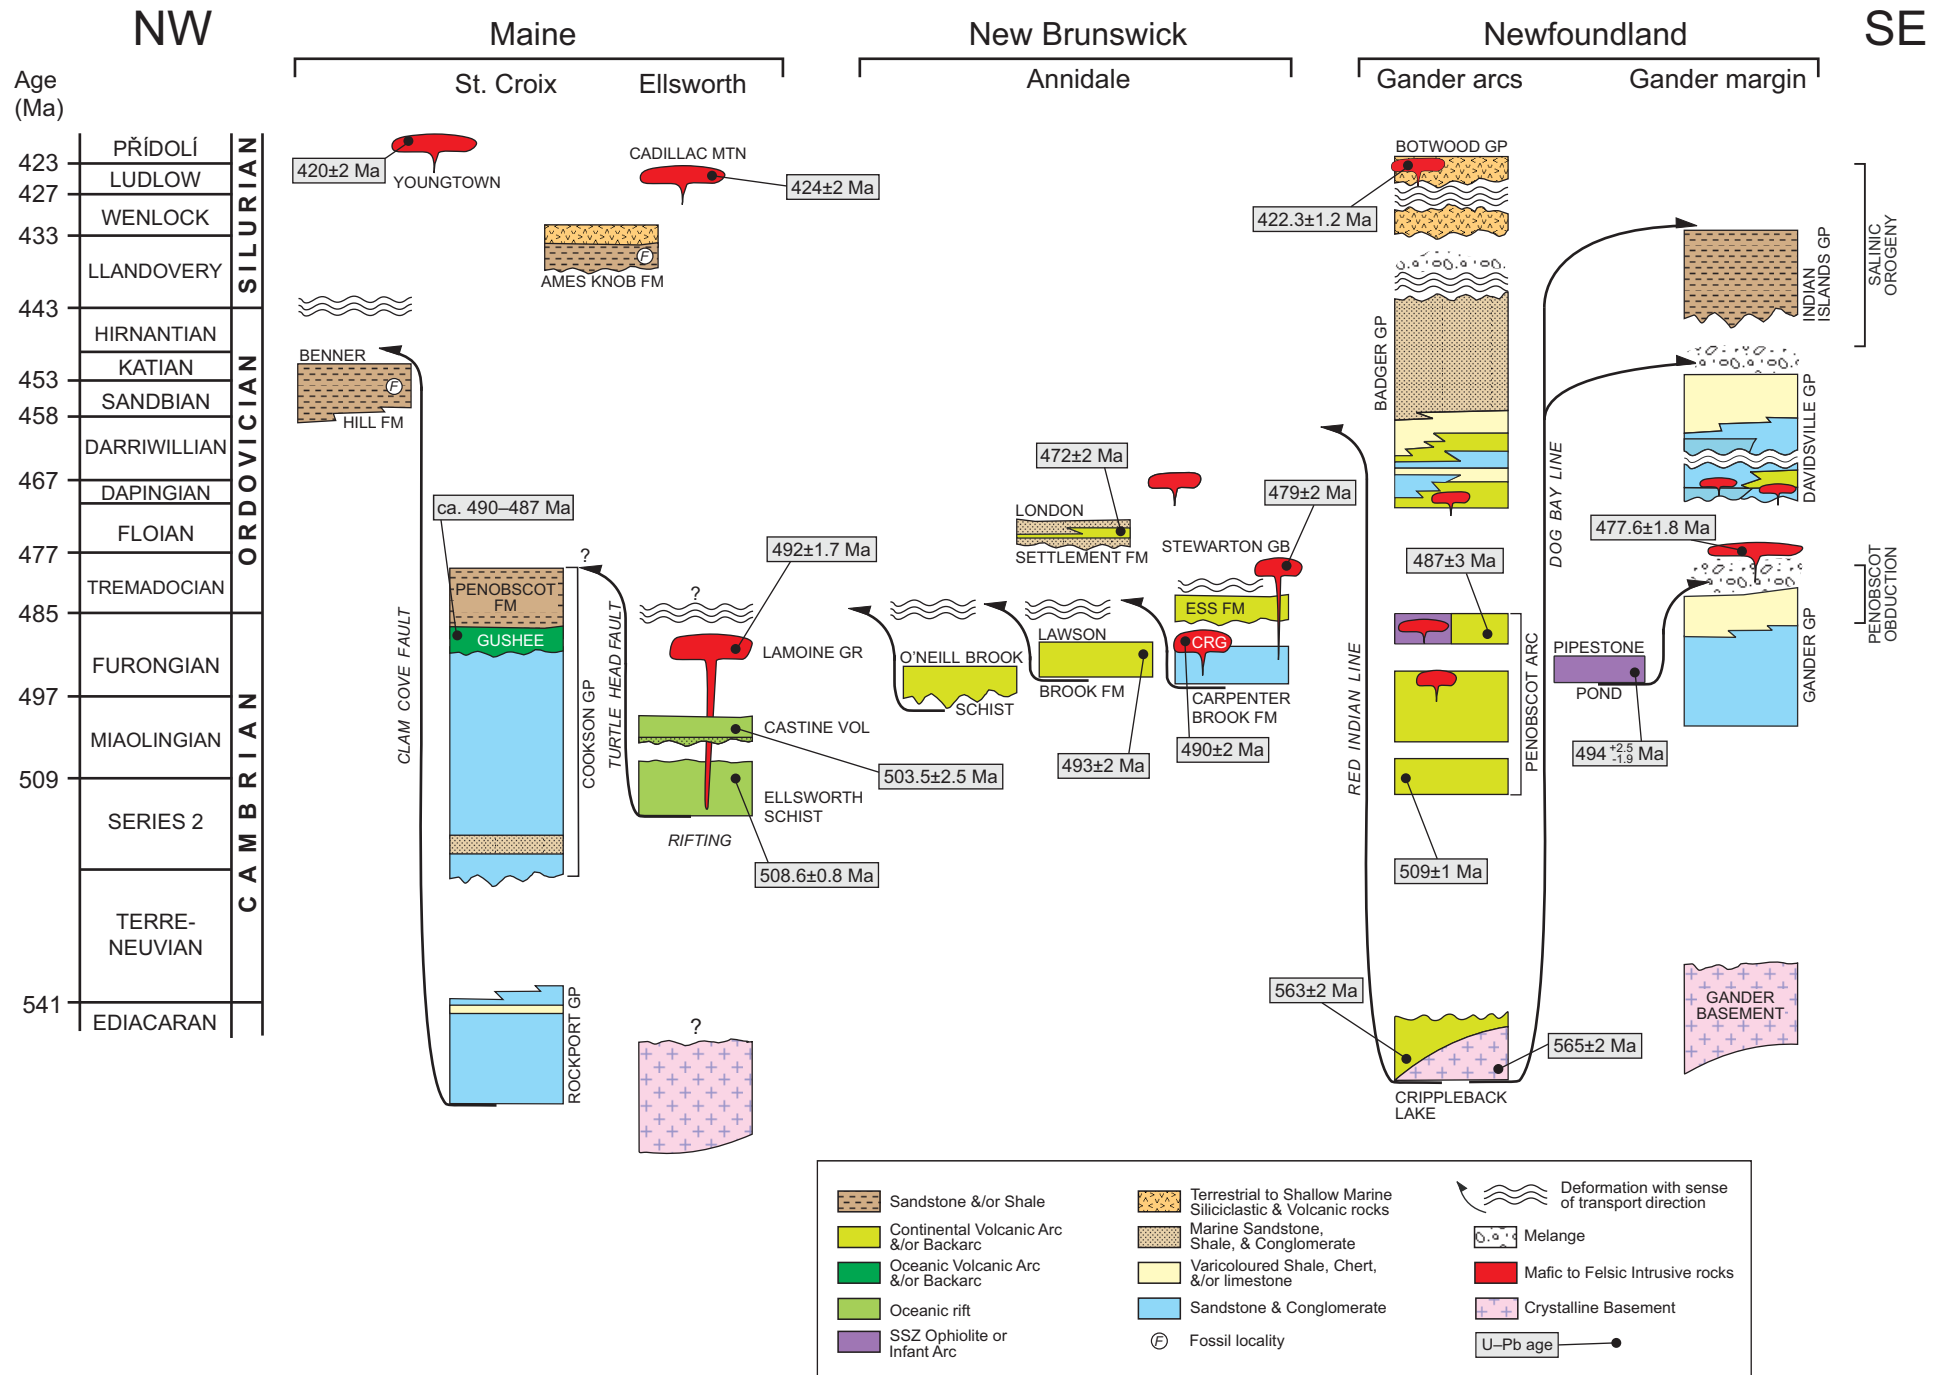 NW
Maine
New Brunswick
Newfoundland
SE
Age
(Ma)
St. Croix
Ellsworth
Annidale
Gander arcs
Gander margin
PŘÍDOLÍ
423
LUDLOW
427
WENLOCK
433
LLANDOVERY
443
HIRNANTIAN
KATIAN
453
SANDBIAN
458
DARRIWILLIAN
467
DAPINGIAN
FLOIAN
477
TREMADOCIAN
485
FURONGIAN
497
MIAOLINGIAN
509
SERIES 2
TERRE-
NEUVIAN
541
EDIACARAN
SILURIAN
ORDOVICIAN
CAMBRIAN
420±2 Ma
YOUNGTOWN
CADILLAC MTN
424±2 Ma
F
AMES KNOB FM
BENNER
F
HILL FM
CLAM COVE FAULT
ca. 490–487 Ma
PENOBSCOT
FM
GUSHEE
COOKSON GP
ROCKPORT GP
?
TURTLE HEAD FAULT
?
492±1.7 Ma
LAMOINE GR
CASTINE VOL
503.5±2.5 Ma
ELLSWORTH
SCHIST
RIFTING
508.6±0.8 Ma
?
O'NEILL BROOK
SCHIST
LAWSON
BROOK FM
493±2 Ma
472±2 Ma
LONDON
SETTLEMENT FM
STEWARTON GB
479±2 Ma
ESS FM
CRG
CARPENTER
BROOK FM
490±2 Ma
RED INDIAN LINE
BOTWOOD GP
422.3±1.2 Ma
BADGER GP
487±3 Ma
PENOBSCOT ARC
509±1 Ma
563±2 Ma
565±2 Ma
CRIPPLEBACK
LAKE
DOG BAY LINE
PIPESTONE
POND
494 +2.5 -1.9 Ma
INDIAN
ISLANDS GP
SALINIC
OROGENY
DAVIDSVILLE GP
477.6±1.8 Ma
PENOBSCOT
OBDUCTION
GANDER GP
GANDER
BASEMENT
Sandstone &/or Shale
Continental Volcanic Arc
&/or Backarc
Oceanic Volcanic Arc
&/or Backarc
Oceanic rift
SSZ Ophiolite or
Infant Arc
Terrestrial to Shallow Marine
Siliciclastic & Volcanic rocks
Marine Sandstone,
Shale, & Conglomerate
Varicoloured Shale, Chert,
&/or limestone
Sandstone & Conglomerate
F Fossil locality
Deformation with sense
of transport direction
Melange
Mafic to Felsic Intrusive rocks
Crystalline Basement
U–Pb age